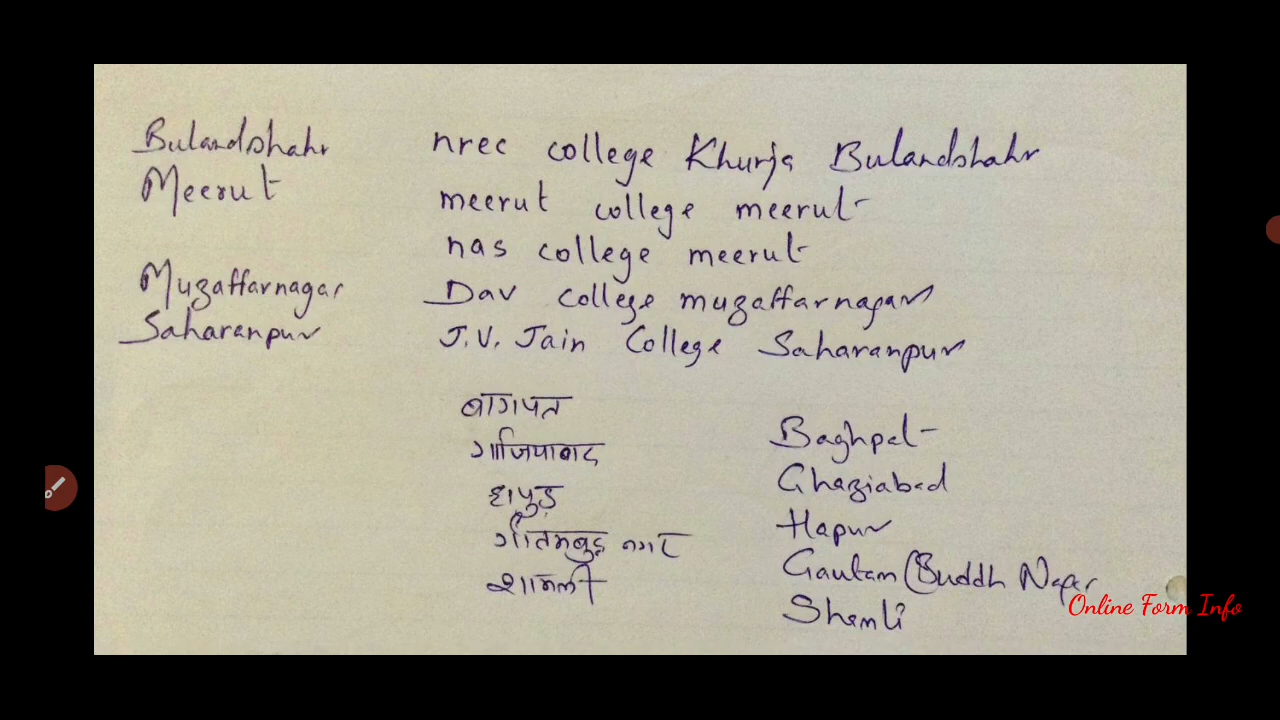 Bulandshahr nrec college Khurja Bulandshahr
Meerut meerut college meerut
nas college meerut
Muzaffarnagar Dav college muzaffarnagar
Saharanpur J.V. Jain College Saharanpur
बागपत Baghpat
गाजियाबाद Ghaziabad
हापुड़ Hapur
गौतमबुद्ध नगर Gautam Buddh Nagar
शामली Shamli
Online Form Info